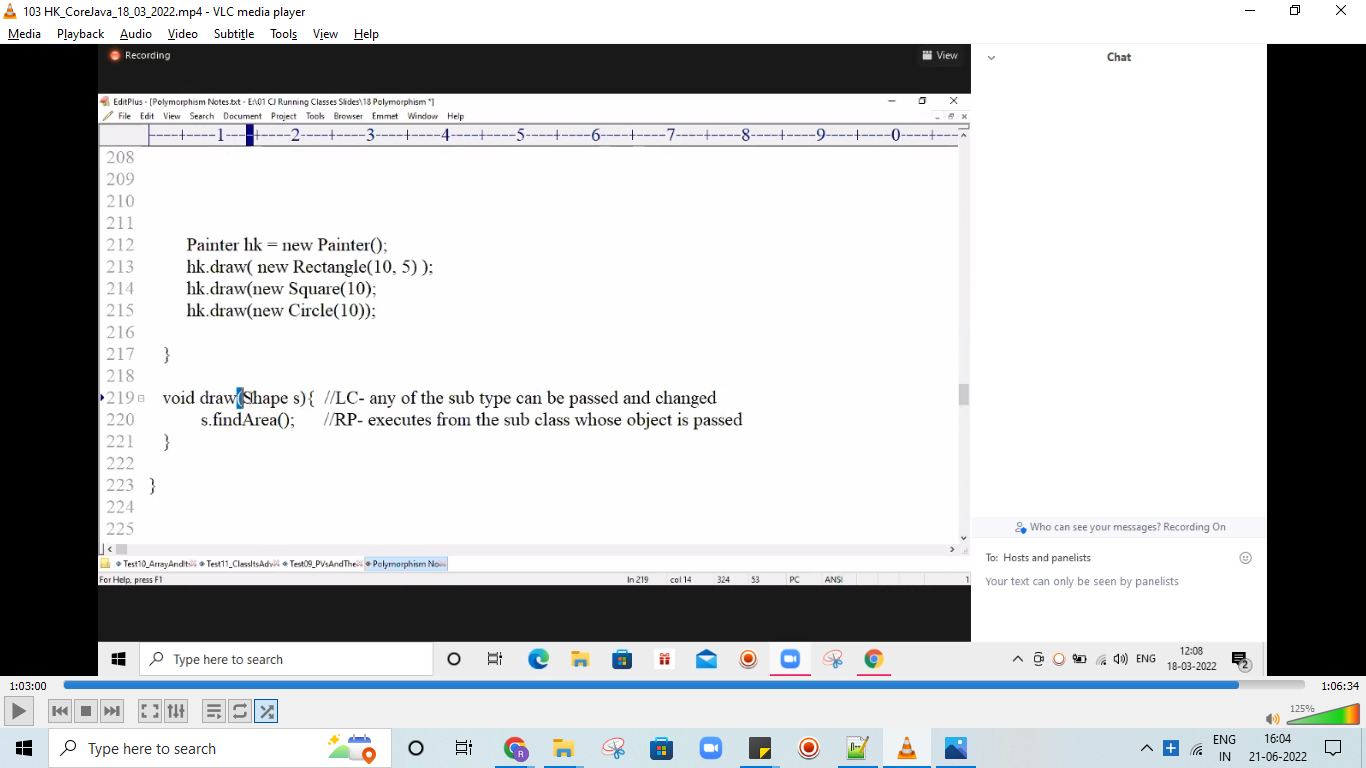 103 HK_CoreJava_18_03_2022.mp4 - VLC media player
Media Playback Audio Video Subtitle Tools View Help
Recording
View
Chat
EditPlus - [Polymorphism Notes.txt - E:\01 CJ Running Classes Slides\18 Polymorphism *]
File Edit View Search Document Project Tools Browser Emmet Window Help
----+----1----+----2----+----3----+----4----+----5----+----6----+----7----+----8----+----9----+----0----+---
208
209
210
211
212 Painter hk = new Painter();
213 hk.draw( new Rectangle(10, 5) );
214 hk.draw(new Square(10);
215 hk.draw(new Circle(10));
216
217 }
218
219 void draw(Shape s){ //LC- any of the sub type can be passed and changed
220 s.findArea(); //RP- executes from the sub class whose object is passed
221 }
222
223 }
224
225
Who can see your messages? Recording On
To: Hosts and panelists
Your text can only be seen by panelists
Test10_ArrayAndIts Test11_ClassItsAdv Test09_PVsAndThe Polymorphism No
For Help, press F1 ln 219 col 14 324 53 PC ANSI 1
Type here to search
ENG
12:08
18-03-2022
2
1:03:00
1:06:34
125%
Type here to search
ENG
IN
16:04
21-06-2022